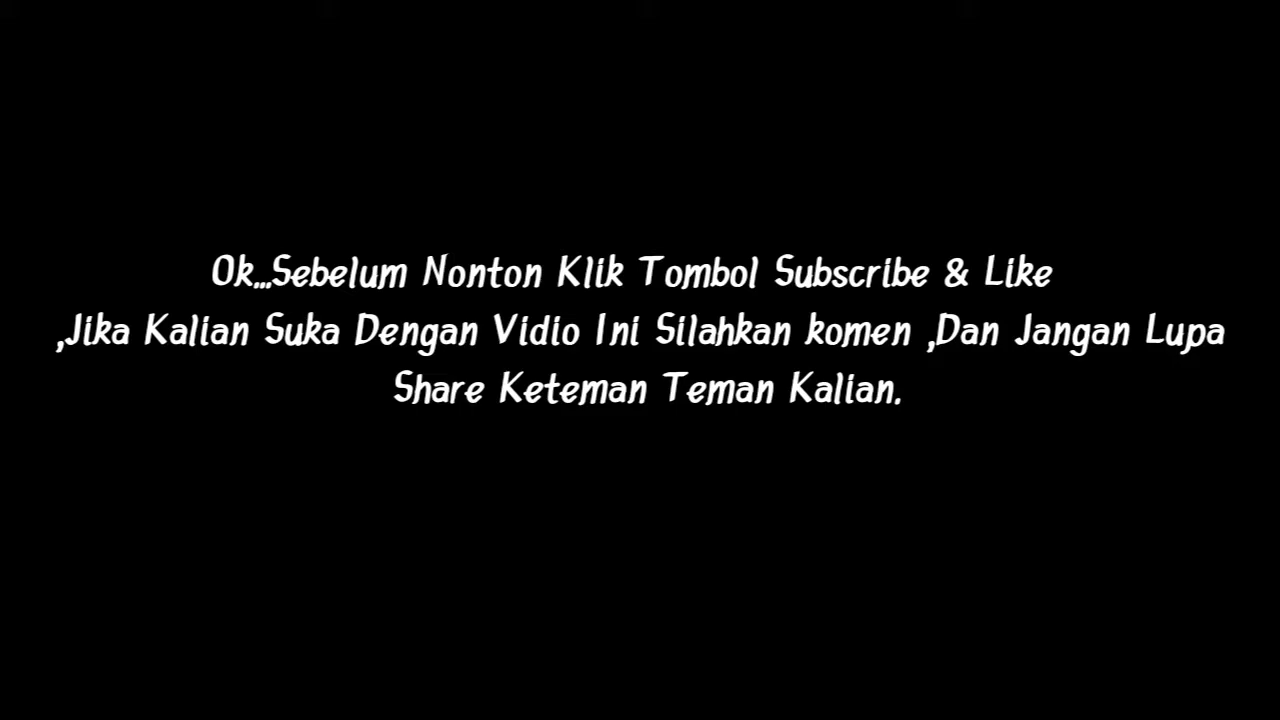 Ok...Sebelum Nonton Klik Tombol Subscribe & Like
,Jika Kalian Suka Dengan Vidio Ini Silahkan komen ,Dan Jangan Lupa
Share Keteman Teman Kalian.